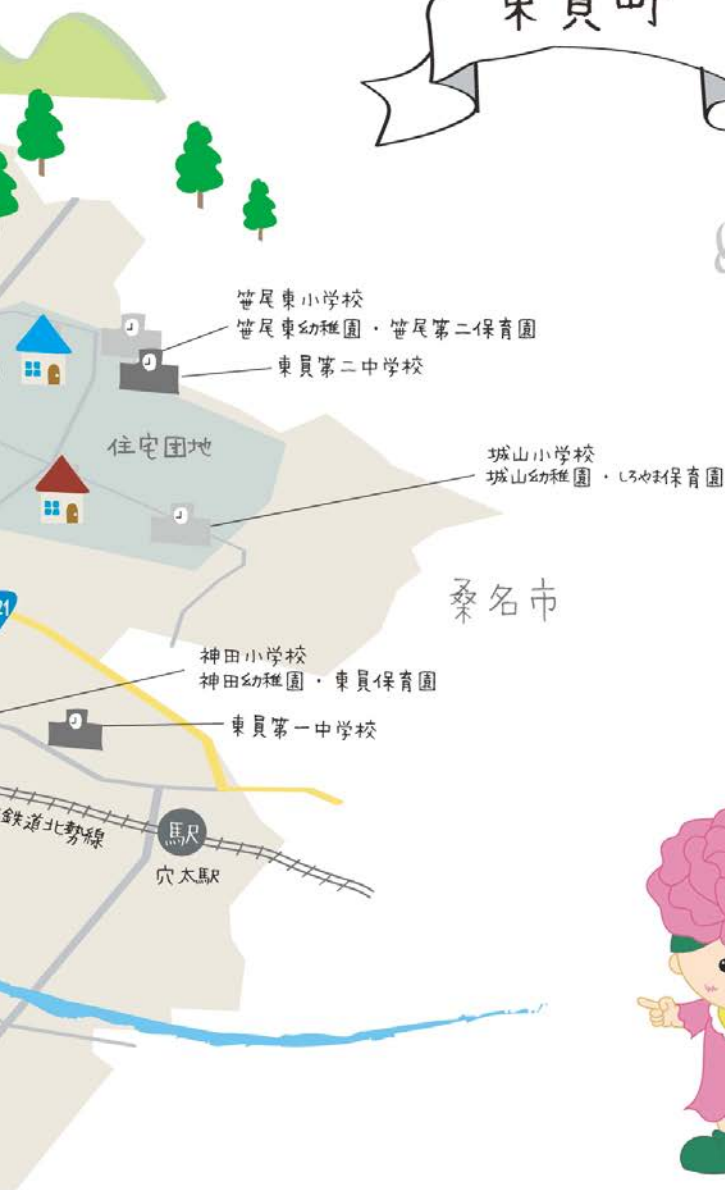 東員町
笹尾東小学校
笹尾東幼稚園・笹尾第二保育園
東員第二中学校
住宅団地
城山小学校
城山幼稚園・しろやま保育園
桑名市
21
神田小学校
神田幼稚園・東員保育園
東員第一中学校
鉄道北勢線
駅
穴太駅